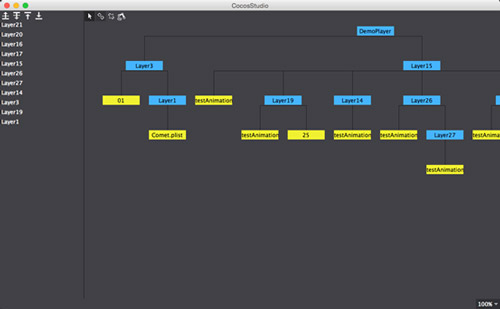 CocosStudio
Layer21
Layer20
Layer16
Layer17
Layer15
Layer26
Layer27
Layer14
Layer3
Layer19
Layer1
DemoPlayer
Layer3
Layer15
01
Layer1
testAnimation
Layer19
Layer14
Layer26
Comet.plist
testAnimation
25
testAnimation
testAnimation
Layer27
testAnima
testAnimation
100%